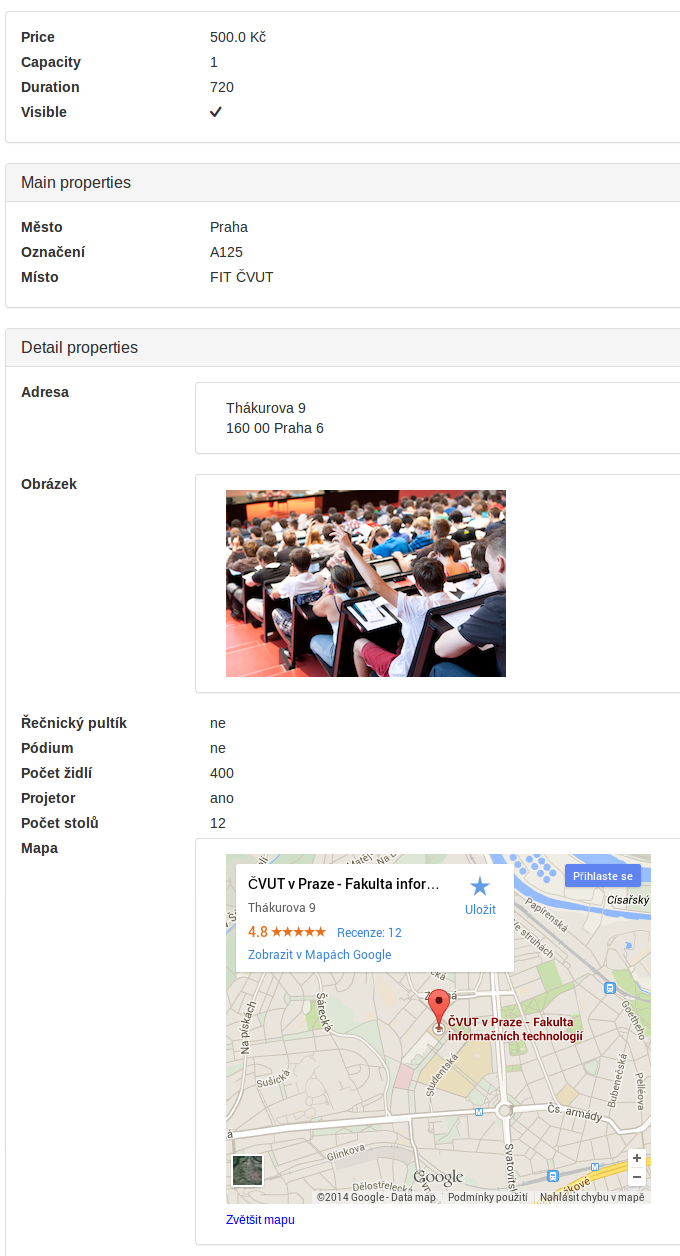 Price 500.0 Kč
Capacity 1
Duration 720
Visible ✓
Main properties
Město Praha
Označení A125
Místo FIT ČVUT
Detail properties
Adresa
Thákurova 9
160 00 Praha 6
Obrázek
Řečnický pultík ne
Pódium ne
Počet židlí 400
Projetor ano
Počet stolů 12
Mapa
ČVUT v Praze - Fakulta infor…
Thákurova 9
4.8 ★★★★★ Recenze: 12
Zobrazit v Mapách Google
Uložit
Přihlaste se
Císařský
Papírenská
Ve struhách
Goetheho
Na pískách
Šárecká
ČVUT v Praze - Fakulta
informačních technologií
Sušická
Studentská
Bubenečská
Pelléova
Čs. armády
Glinkova
Svatovítsk
Dělostřelecká
Google
+
−
©2014 Google - Data map Podmínky použití Nahlásit chybu v mapě
Zvětšit mapu